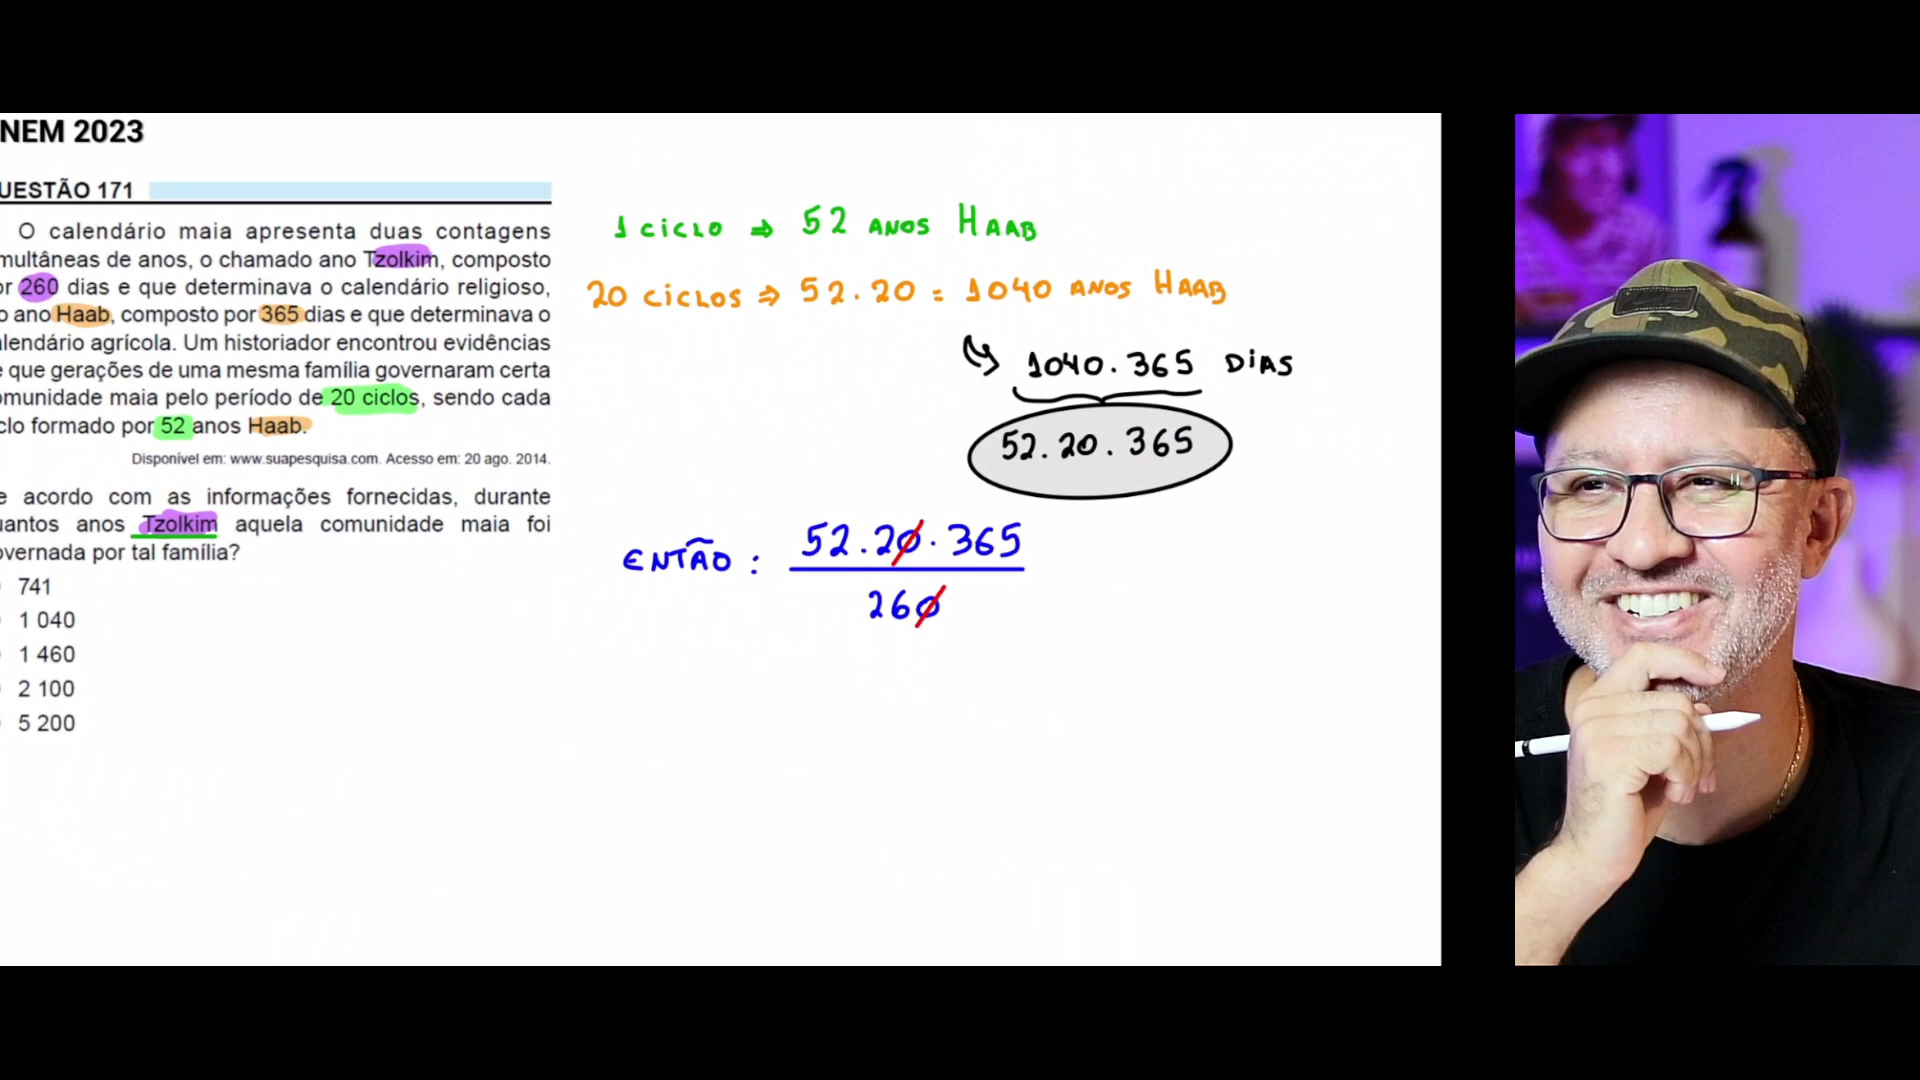 NEM 2023
UESTÃO 171
O calendário maia apresenta duas contagens
multâneas de anos, o chamado ano Tzolkim, composto
or 260 dias e que determinava o calendário religioso,
o ano Haab, composto por 365 dias e que determinava o
alendário agrícola. Um historiador encontrou evidências
e que gerações de uma mesma família governaram certa
omunidade maia pelo período de 20 ciclos, sendo cada
clo formado por 52 anos Haab.
Disponível em: www.suapesquisa.com. Acesso em: 20 ago. 2014.
e acordo com as informações fornecidas, durante
uantos anos Tzolkim aquela comunidade maia foi
overnada por tal família?
741
1 040
1 460
2 100
5 200
1 CICLO ⇒ 52 ANOS HAAB
20 CICLOS ⇒ 52.20 = 1040 ANOS HAAB
1040.365 DIAS
52.20.365
ENTÃO : 52.20.365
260